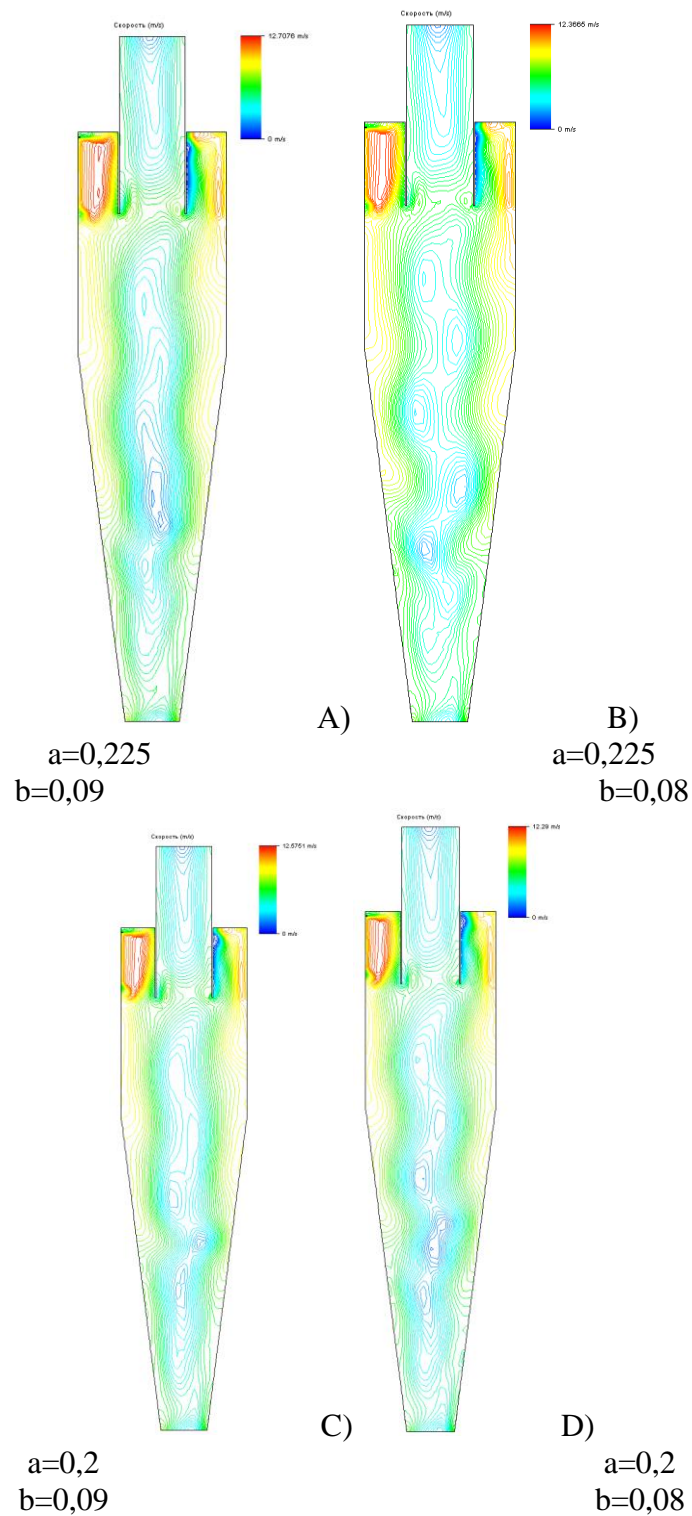 Скорость (m/s)
12.7076 m/s
0 m/s
Скорость (m/s)
12.3665 m/s
0 m/s
A)
B)
a=0,225
a=0,225
b=0,09
b=0,08
Скорость (m/s)
12.5751 m/s
0 m/s
Скорость (m/s)
12.29 m/s
0 m/s
C)
D)
a=0,2
a=0,2
b=0,09
b=0,08